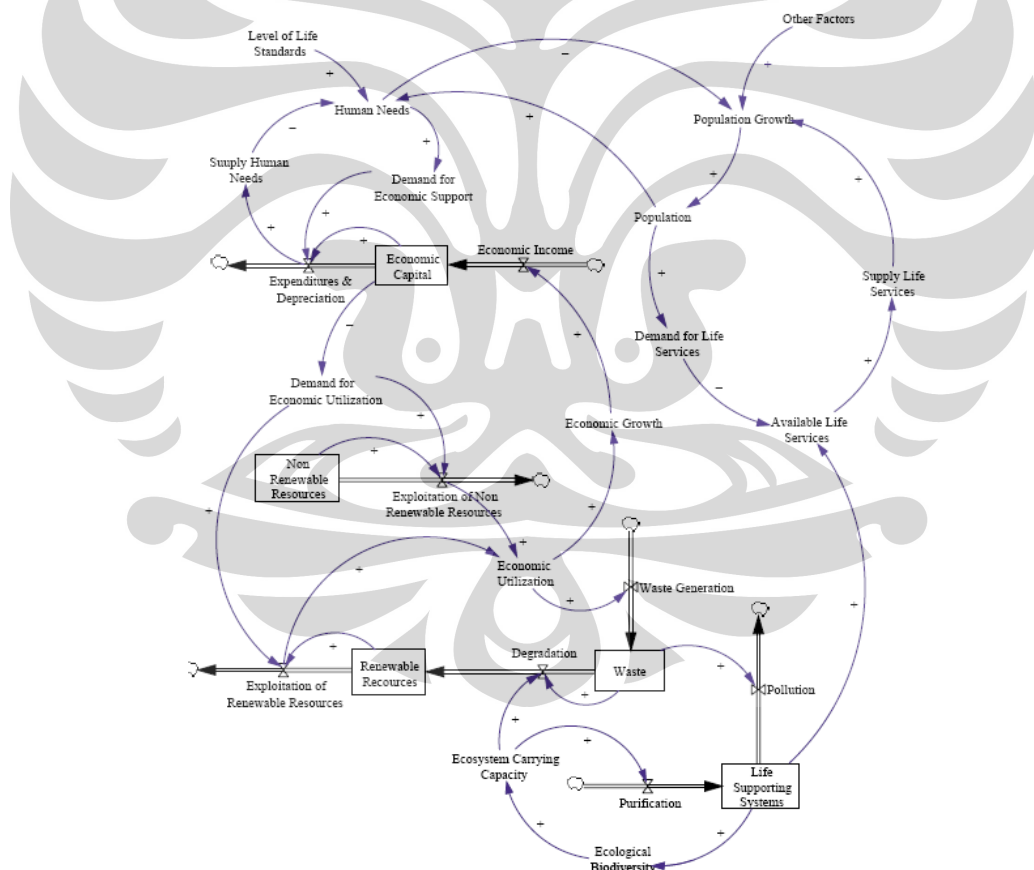 Other Factors
Level of Life
Standards
+
−
+
Human Needs
+
Population Growth
−
+
Suuply Human
Needs
Demand for
Economic Support
+
+
Population
+
+
+
Economic Income
Economic
Capital
Expenditures &
Depreciation
+
Supply Life
Services
−
+
Demand for Life
Services
+
Demand for
Economic Utilization
−
+
Economic Growth
Available Life
Services
+
Non
Renewable
Resources
Exploitation of Non
Renewable Resources
+
+
+
Economic
Utilization
+
+
Waste Generation
+
+
Degradation
Renewable
Recources
Waste
+
Pollution
Exploitation of
Renewable Resources
+
+
+
Ecosystem Carrying
Capacity
Life
Supporting
Systems
Purification
+
+
Ecological
Biodiversity